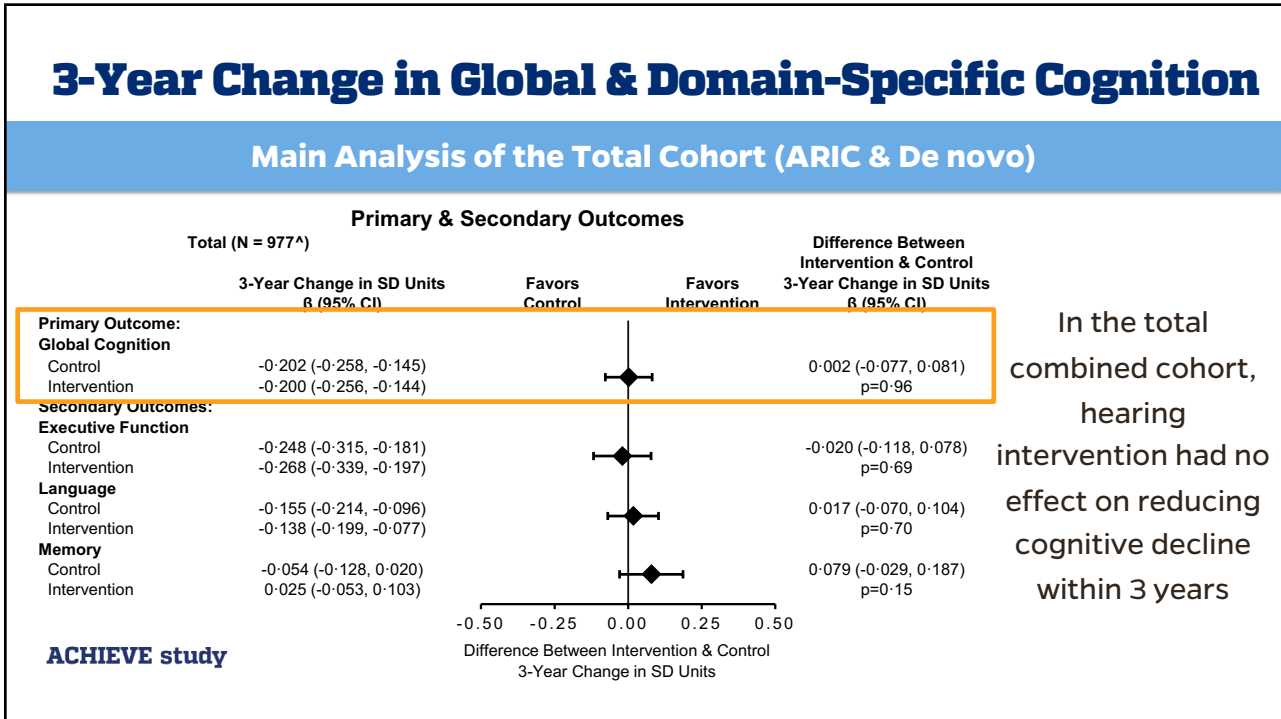 3-Year Change in Global & Domain-Specific Cognition
Main Analysis of the Total Cohort (ARIC & De novo)
Primary & Secondary Outcomes
Total (N = 977^)
Difference Between
Intervention & Control
3-Year Change in SD Units
β (95% CI)
Favors
Control
Favors
Intervention
3-Year Change in SD Units
β (95% CI)
Primary Outcome:
Global Cognition
Control -0·202 (-0·258, -0·145) 0·002 (-0·077, 0·081)
Intervention -0·200 (-0·256, -0·144) p=0·96
Secondary Outcomes:
Executive Function
Control -0·248 (-0·315, -0·181) -0·020 (-0·118, 0·078)
Intervention -0·268 (-0·339, -0·197) p=0·69
Language
Control -0·155 (-0·214, -0·096) 0·017 (-0·070, 0·104)
Intervention -0·138 (-0·199, -0·077) p=0·70
Memory
Control -0·054 (-0·128, 0·020) 0·079 (-0·029, 0·187)
Intervention 0·025 (-0·053, 0·103) p=0·15
-0.50 -0.25 0.00 0.25 0.50
Difference Between Intervention & Control
3-Year Change in SD Units
In the total
combined cohort,
hearing
intervention had no
effect on reducing
cognitive decline
within 3 years
ACHIEVE study